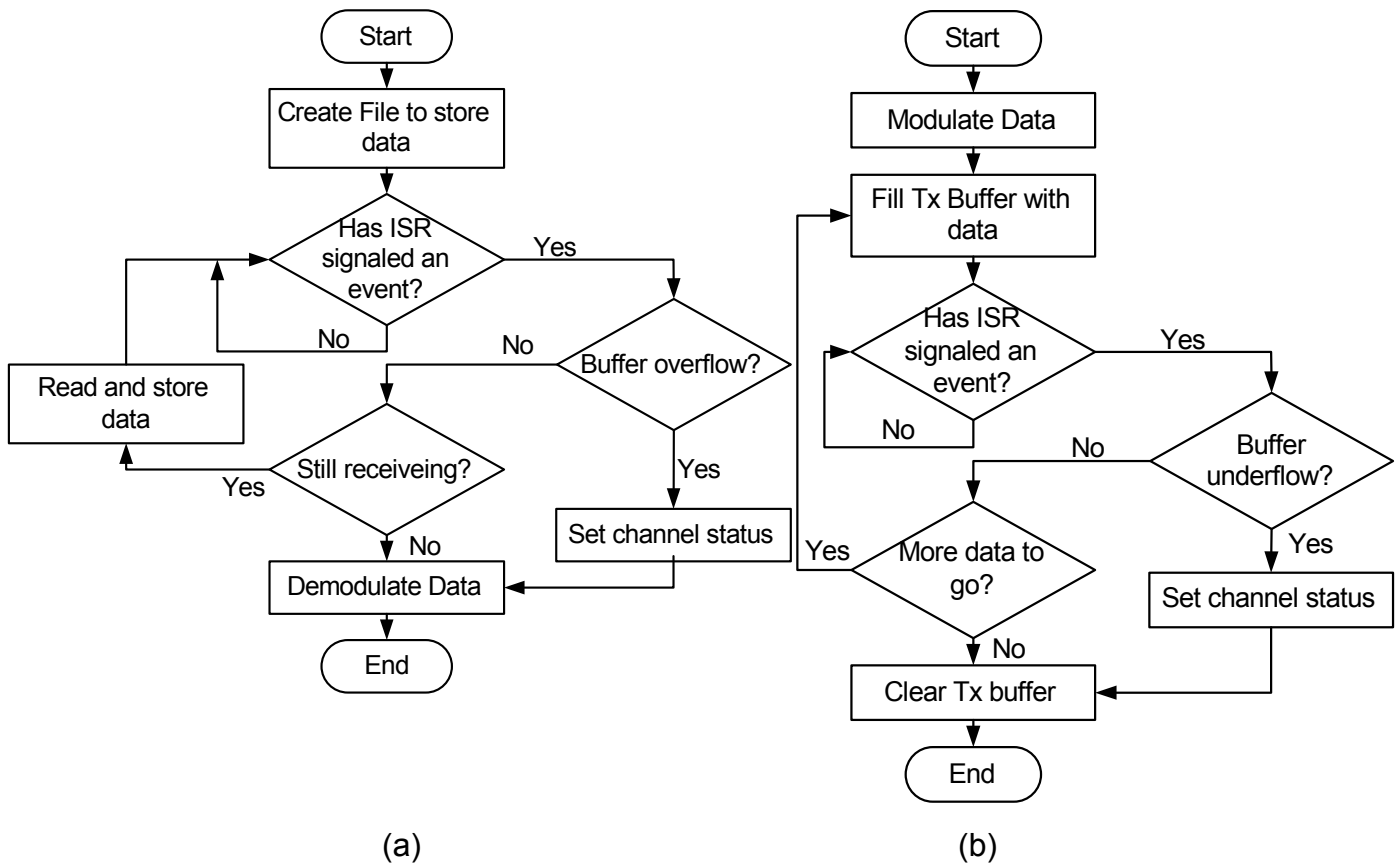 Start
Create File to store
data
Has ISR
signaled an
event?
Yes
No
Buffer overflow?
No
Read and store
data
Still receiveing?
Yes
Yes
Set channel status
No
Demodulate Data
End
(a)
Start
Modulate Data
Fill Tx Buffer with
data
Has ISR
signaled an
event?
Yes
No
Buffer
underflow?
No
More data to
go?
Yes
Yes
Set channel status
No
Clear Tx buffer
End
(b)